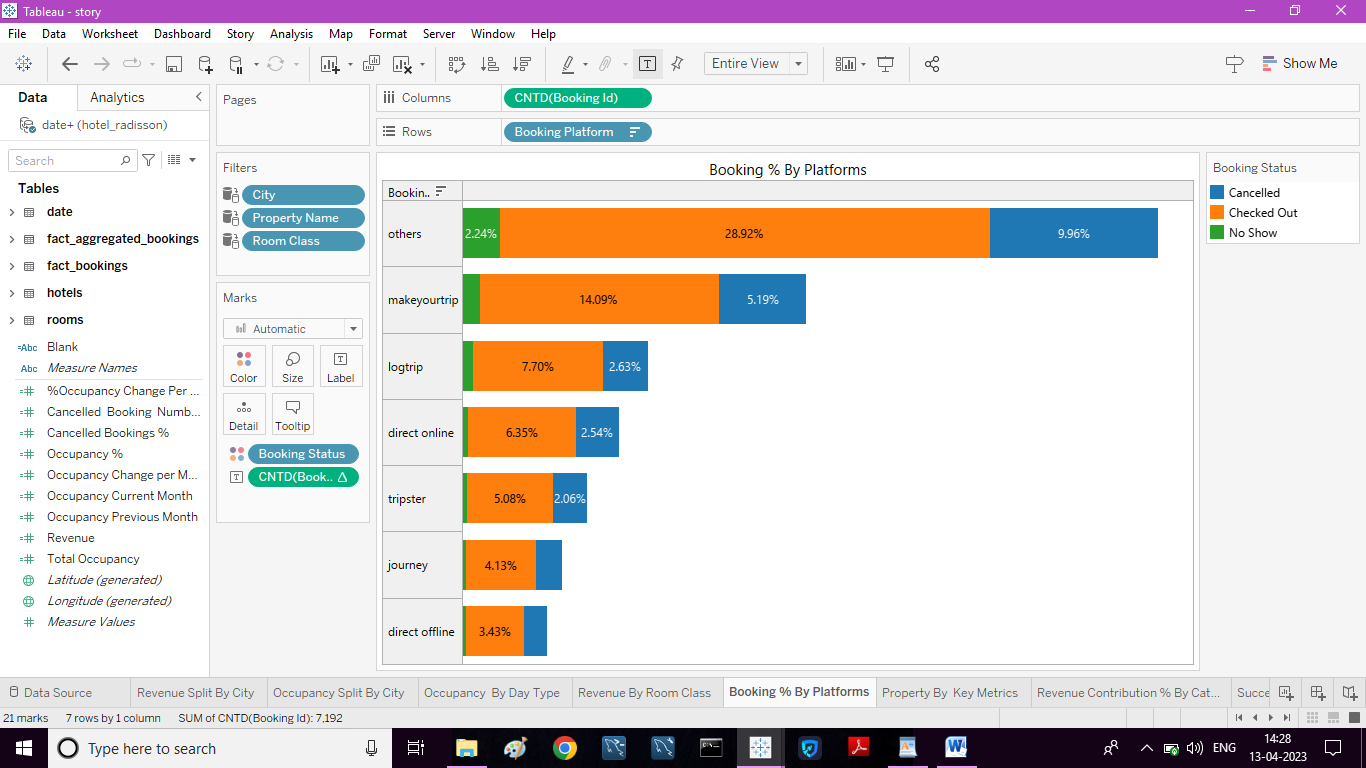 Tableau - story
File Data Worksheet Dashboard Story Analysis Map Format Server Window Help
Entire View
Show Me
Data Analytics
date+ (hotel_radisson)
Search
Tables
date
fact_aggregated_bookings
fact_bookings
hotels
rooms
=Abc Blank
Abc Measure Names
%Occupancy Change Per ...
Cancelled Booking Numb...
Cancelled Bookings %
Occupancy %
Occupancy Change per M...
Occupancy Current Month
Occupancy Previous Month
Revenue
Total Occupancy
Latitude (generated)
Longitude (generated)
Measure Values
Pages
Filters
City
Property Name
Room Class
Marks
Automatic
Color Size Label
Detail Tooltip
Booking Status
CNTD(Book.. Δ
Columns CNTD(Booking Id)
Rows Booking Platform
Booking % By Platforms
Bookin..
others 2.24% 28.92% 9.96%
makeyourtrip 14.09% 5.19%
logtrip 7.70% 2.63%
direct online 6.35% 2.54%
tripster 5.08% 2.06%
journey 4.13%
direct offline 3.43%
Booking Status
Cancelled
Checked Out
No Show
Data Source Revenue Split By City Occupancy Split By City Occupancy By Day Type Revenue By Room Class Booking % By Platforms Property By Key Metrics Revenue Contribution % By Cat... Succe
21 marks 7 rows by 1 column SUM of CNTD(Booking Id): 7,192
Type here to search
ENG
14:28
13-04-2023